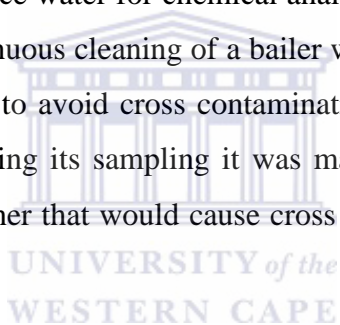 ce water for chemical anal
nuous cleaning of a bailer w
to avoid cross contaminat
ing its sampling it was ma
ner that would cause cross
UNIVERSITY of the
WESTERN CAPE